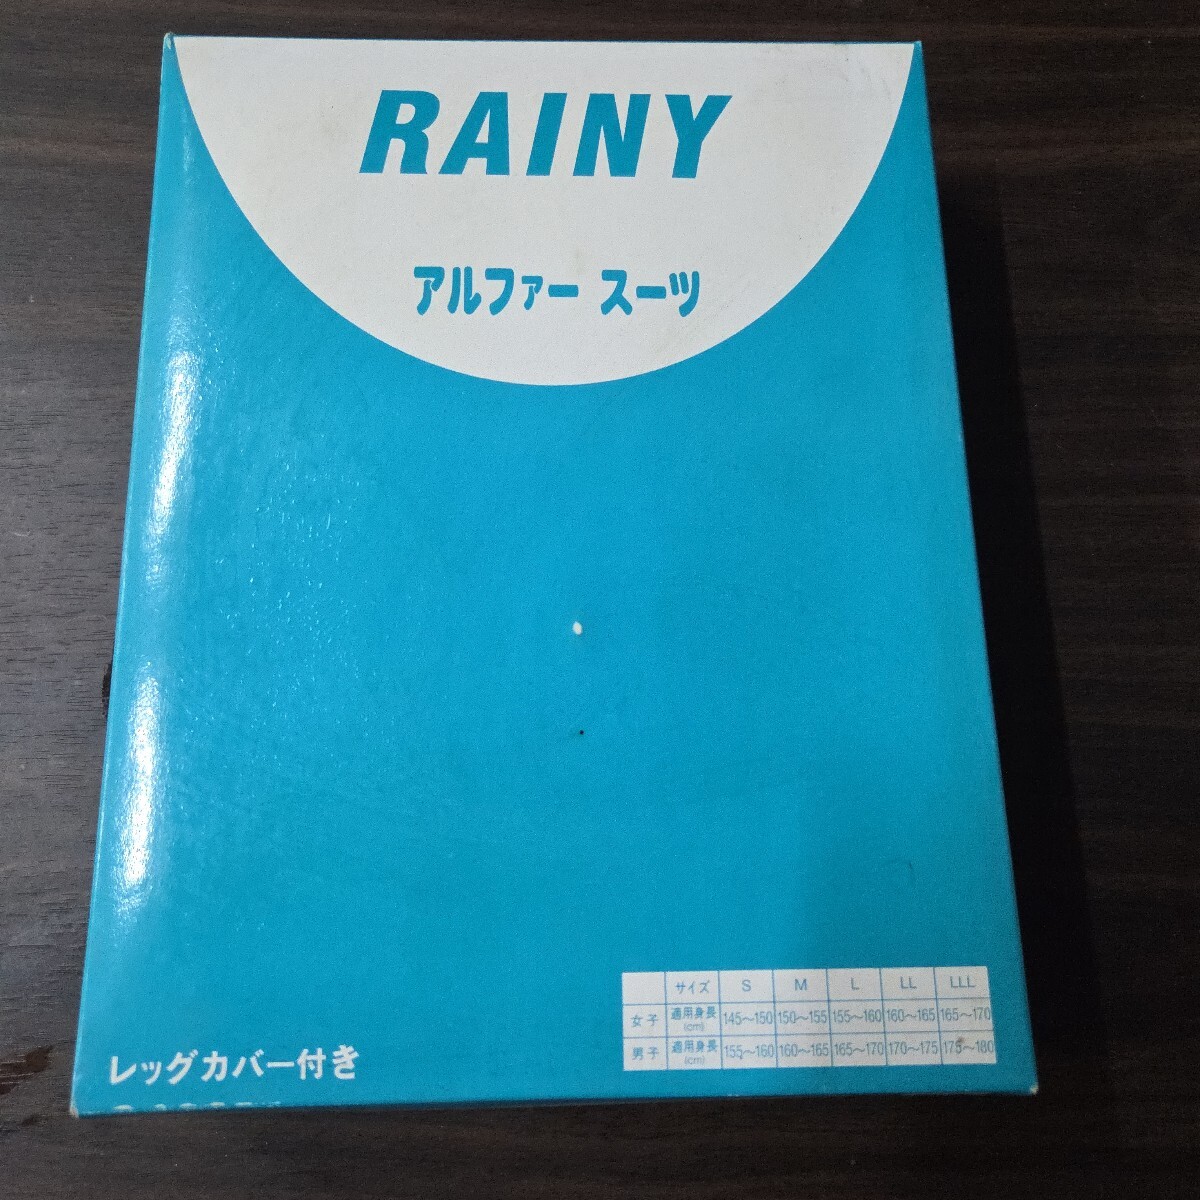 RAINY
アルファー スーツ
サイズ S M L LL LLL
女子 適用身長(cm) 145～150 150～155 155～160 160～165 165～170
男子 適用身長(cm) 155～160 160～165 165～170 170～175 175～180
レッグカバー付き